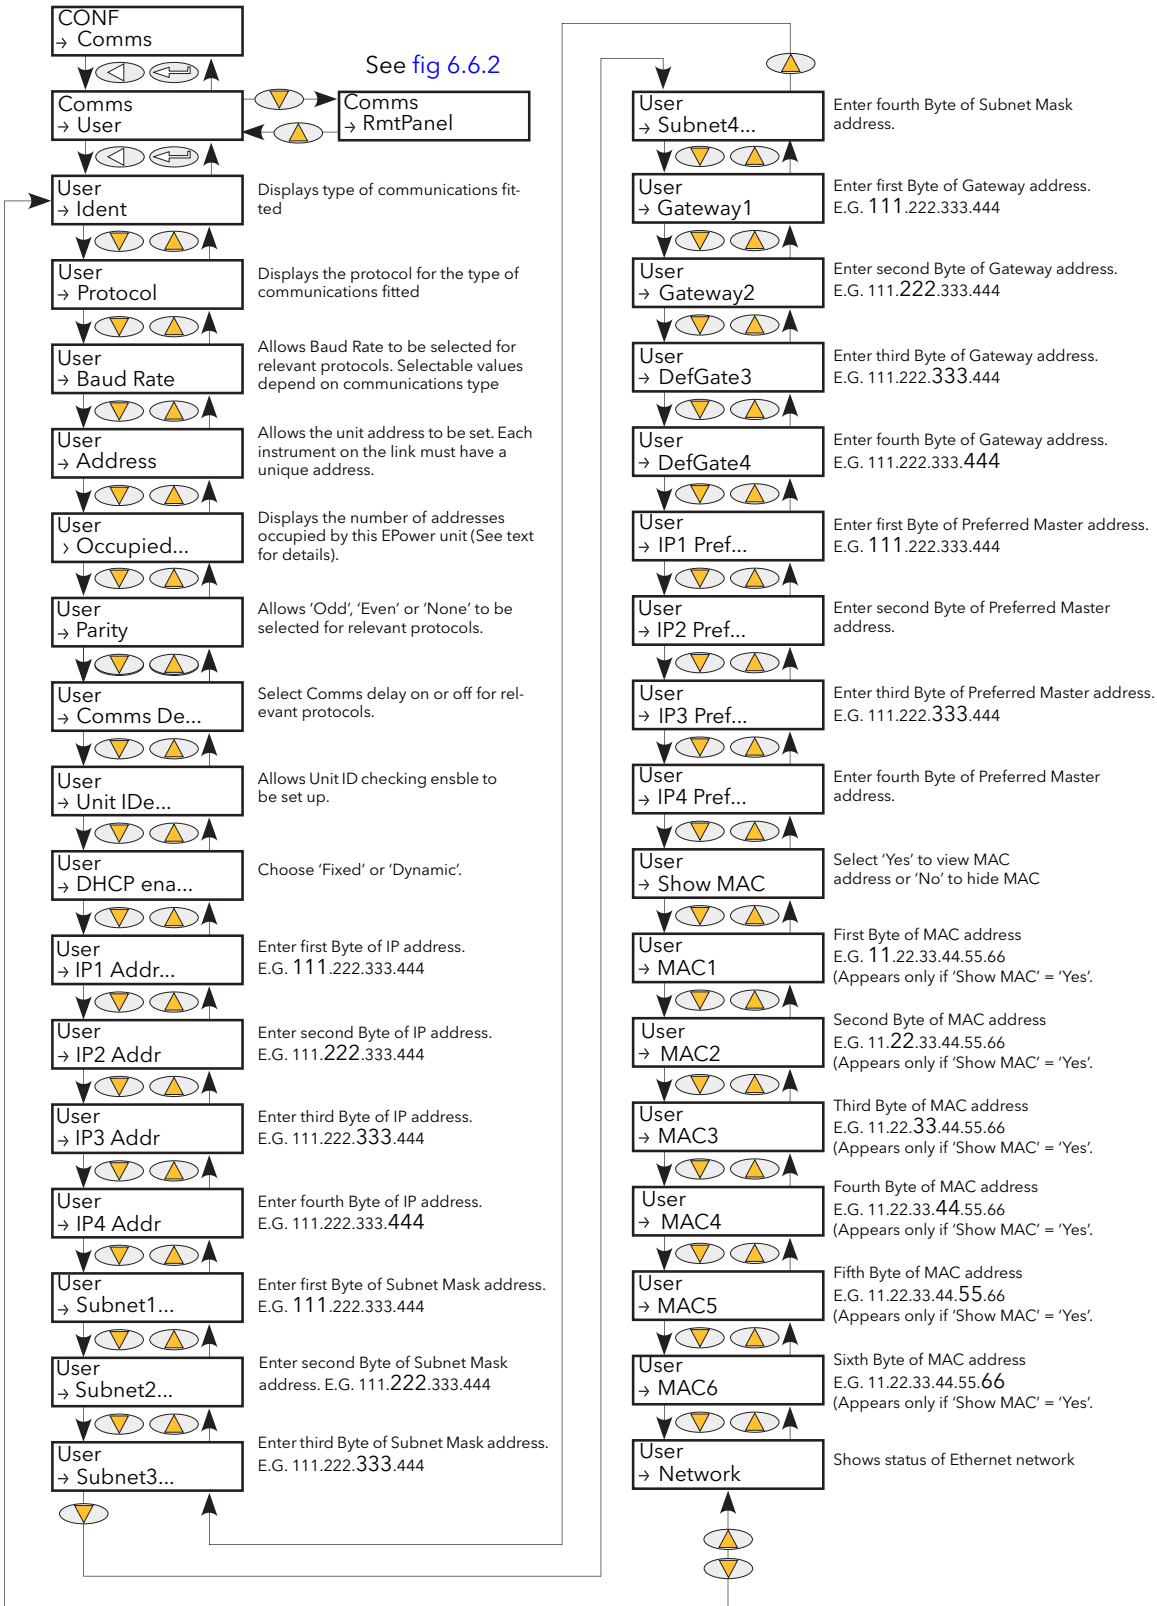 CONF
→ Comms
See fig 6.6.2
Comms
→ User
Comms
→ RmtPanel
User
→ Ident
Displays type of communications fit-
ted
User
→ Protocol
Displays the protocol for the type of
communications fitted
User
→ Baud Rate
Allows Baud Rate to be selected for
relevant protocols. Selectable values
depend on communications type
User
→ Address
Allows the unit address to be set. Each
instrument on the link must have a
unique address.
User
› Occupied...
Displays the number of addresses
occupied by this EPower unit (See text
for details).
User
→ Parity
Allows ‘Odd’, ‘Even’ or ‘None’ to be
selected for relevant protocols.
User
→ Comms De...
Select Comms delay on or off for rel-
evant protocols.
User
→ Unit IDe...
Allows Unit ID checking ensble to
be set up.
User
→ DHCP ena...
Choose ‘Fixed’ or ‘Dynamic’.
User
→ IP1 Addr...
Enter first Byte of IP address.
E.G. 111.222.333.444
User
→ IP2 Addr
Enter second Byte of IP address.
E.G. 111.222.333.444
User
→ IP3 Addr
Enter third Byte of IP address.
E.G. 111.222.333.444
User
→ IP4 Addr
Enter fourth Byte of IP address.
E.G. 111.222.333.444
User
→ Subnet1...
Enter first Byte of Subnet Mask address.
E.G. 111.222.333.444
User
→ Subnet2...
Enter second Byte of Subnet Mask
address. E.G. 111.222.333.444
User
→ Subnet3...
Enter third Byte of Subnet Mask address.
E.G. 111.222.333.444
User
→ Subnet4...
Enter fourth Byte of Subnet Mask
address.
User
→ Gateway1
Enter first Byte of Gateway address.
E.G. 111.222.333.444
User
→ Gateway2
Enter second Byte of Gateway address.
E.G. 111.222.333.444
User
→ DefGate3
Enter third Byte of Gateway address.
E.G. 111.222.333.444
User
→ DefGate4
Enter fourth Byte of Gateway address.
E.G. 111.222.333.444
User
→ IP1 Pref...
Enter first Byte of Preferred Master address.
E.G. 111.222.333.444
User
→ IP2 Pref...
Enter second Byte of Preferred Master
address.
User
→ IP3 Pref...
Enter third Byte of Preferred Master address.
E.G. 111.222.333.444
User
→ IP4 Pref...
Enter fourth Byte of Preferred Master
address.
User
→ Show MAC
Select ‘Yes’ to view MAC
address or ‘No’ to hide MAC
User
→ MAC1
First Byte of MAC address
E.G. 11.22.33.44.55.66
(Appears only if ‘Show MAC’ = ‘Yes’.
User
→ MAC2
Second Byte of MAC address
E.G. 11.22.33.44.55.66
(Appears only if ‘Show MAC’ = ‘Yes’.
User
→ MAC3
Third Byte of MAC address
E.G. 11.22.33.44.55.66
(Appears only if ‘Show MAC’ = ‘Yes’.
User
→ MAC4
Fourth Byte of MAC address
E.G. 11.22.33.44.55.66
(Appears only if ‘Show MAC’ = ‘Yes’.
User
→ MAC5
Fifth Byte of MAC address
E.G. 11.22.33.44.55.66
(Appears only if ‘Show MAC’ = ‘Yes’.
User
→ MAC6
Sixth Byte of MAC address
E.G. 11.22.33.44.55.66
(Appears only if ‘Show MAC’ = ‘Yes’.
User
→ Network
Shows status of Ethernet network